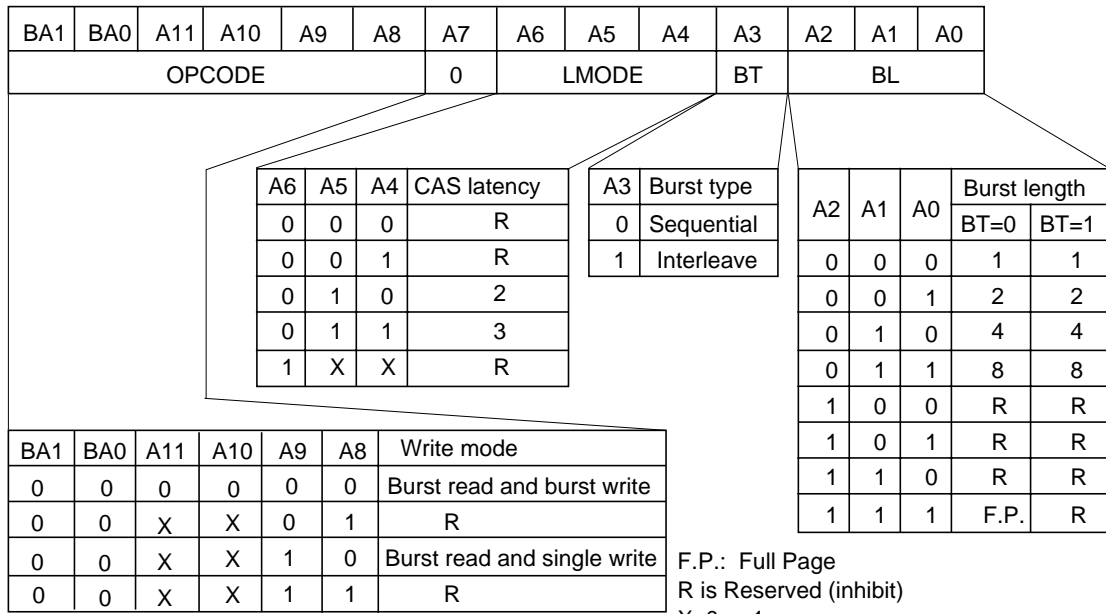 BA1 BA0 A11 A10 A9 A8 A7 A6 A5 A4 A3 A2 A1 A0
OPCODE 0 LMODE BT BL
A6 A5 A4 CAS latency
0 0 0 R
0 0 1 R
0 1 0 2
0 1 1 3
1 X X R
A3 Burst type
0 Sequential
1 Interleave
A2 A1 A0 Burst length
BT=0 BT=1
0 0 0 1 1
0 0 1 2 2
0 1 0 4 4
0 1 1 8 8
1 0 0 R R
1 0 1 R R
1 1 0 R R
1 1 1 F.P. R
BA1 BA0 A11 A10 A9 A8 Write mode
0 0 0 0 0 0 Burst read and burst write
0 0 X X 0 1 R
0 0 X X 1 0 Burst read and single write
0 0 X X 1 1 R
F.P.: Full Page
R is Reserved (inhibit)